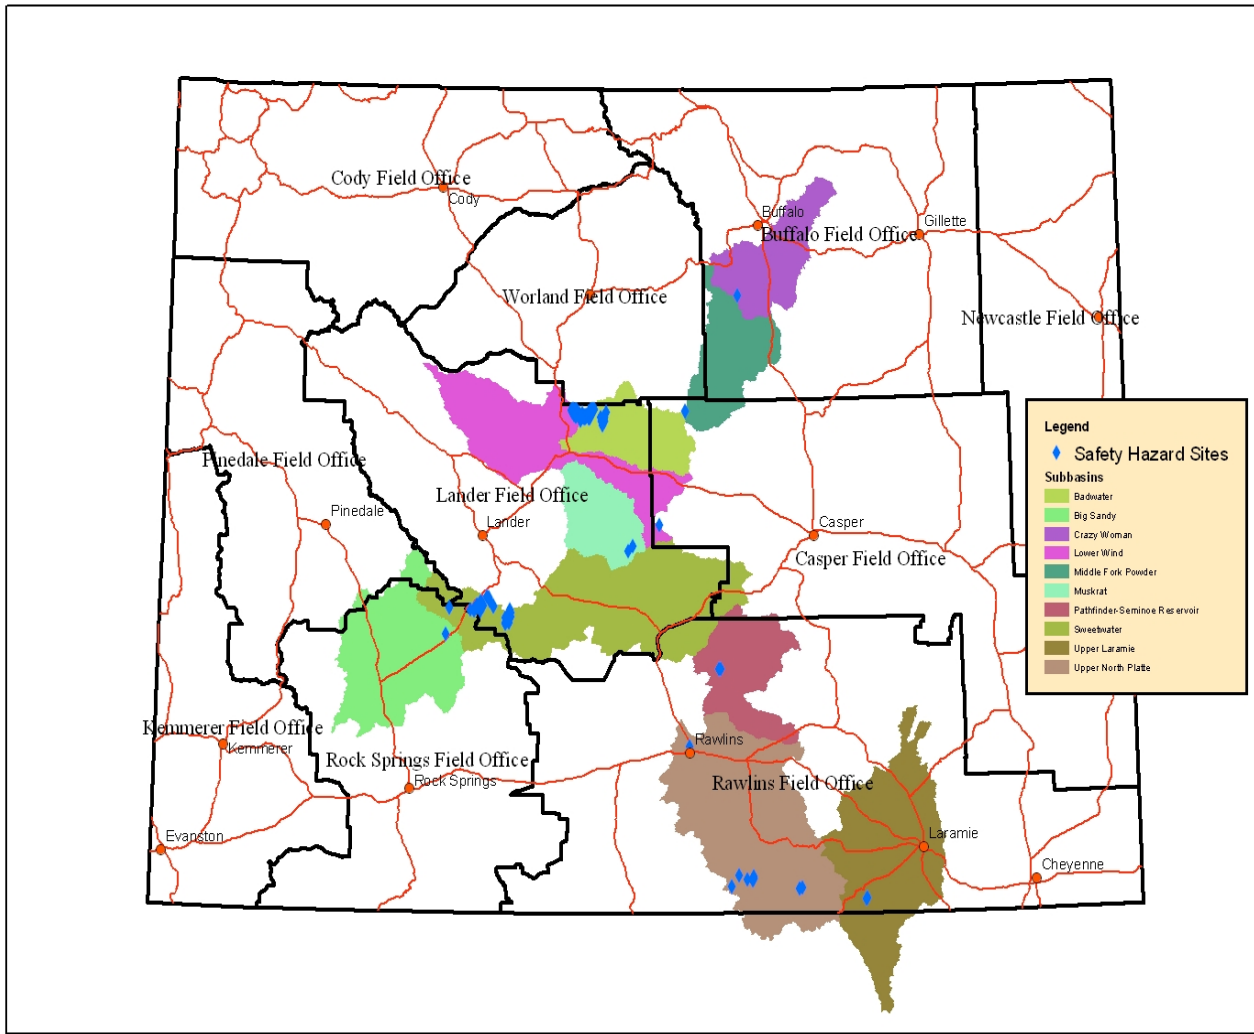 Cody Field Office
Cody
Buffalo
Buffalo Field Office
Gillette
Worland Field Office
Newcastle Field Office
Pinedale Field Office
Lander Field Office
Pinedale
Lander
Casper
Casper Field Office
Kemmerer Field Office
Kemmerer
Rock Springs Field Office
Rock Springs
Rawlins
Rawlins Field Office
Evanston
Laramie
Cheyenne
Legend
Safety Hazard Sites
Subbasins
Badwater
Big Sandy
Crazy Woman
Lower Wind
Middle Fork Powder
Muskrat
Pathfinder-Seminoe Reservoir
Sweetwater
Upper Laramie
Upper North Platte